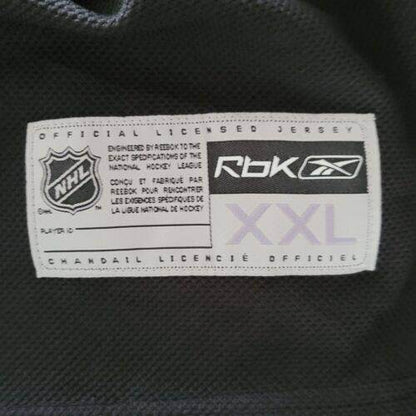 OFFICIAL LICENSED JERSEY
ENGINEERED BY REEBOK TO THE
EXACT SPECIFICATIONS OF THE
NATIONAL HOCKEY LEAGUE
CONÇU ET FABRIQUÉ PAR
REEBOK POUR RENCONTRER
LES EXIGENCES SPÉCIFIQUES DE
LA LIGUE NATIONAL DE HOCKEY
NHL
©NHL
TM
PLAYER ID
Rbk
XXL
CHANDAIL LICENCIÉ OFFICIEL